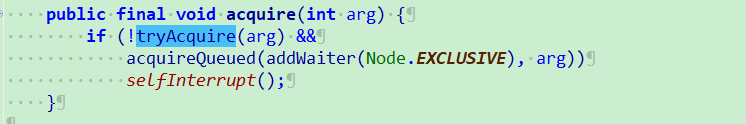 public final void acquire(int arg) {
if (!tryAcquire(arg) &&
acquireQueued(addWaiter(Node.EXCLUSIVE), arg))
selfInterrupt();
}